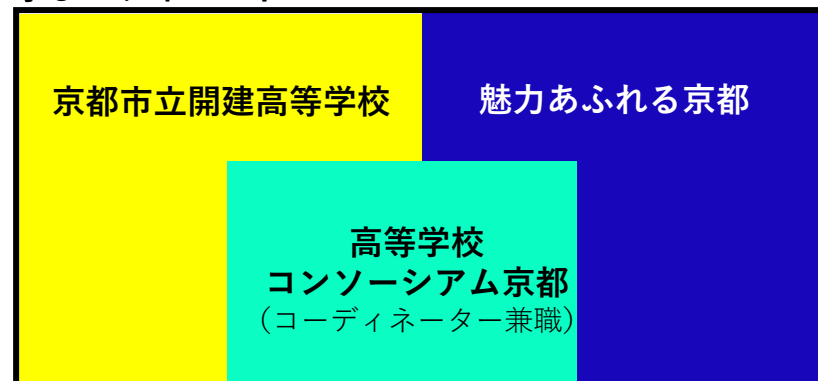 京都市立開建高等学校
魅力あふれる京都
高等学校
コンソーシアム京都
（コーディネーター兼職）